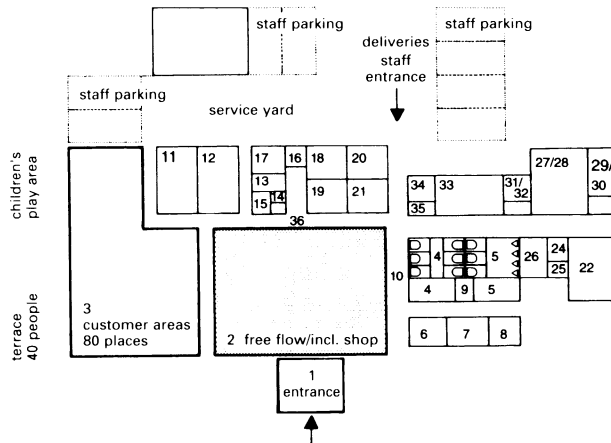 staff parking
staff parking
deliveries
staff
entrance
staff parking
service yard
children's
play area
11
12
17
16
18
20
13
14
15
19
21
36
34
33
31/
32
27/28
29/
30
35
10
4
5
26
24
25
22
4
9
5
6
7
8
terrace
40 people
3
customer areas
80 places
2 free flow/incl. shop
1
entrance